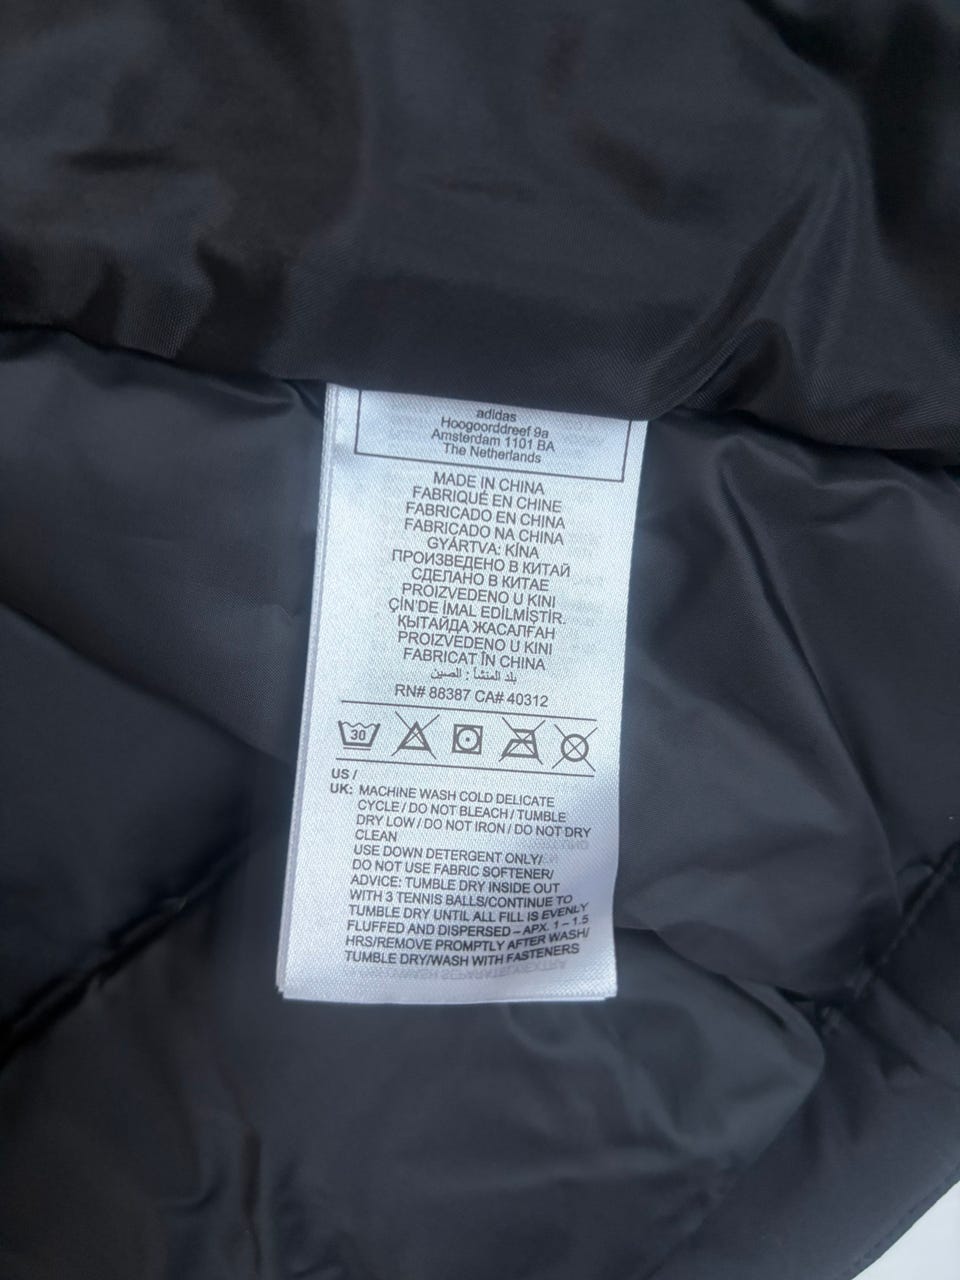 adidas
Hoogoorddreef 9a
Amsterdam 1101 BA
The Netherlands
MADE IN CHINA
FABRIQUÉ EN CHINE
FABRICADO EN CHINA
FABRICADO NA CHINA
GYÁRTVA: KÍNA
ПРОИЗВЕДЕНО В КИТАЙ
СДЕЛАНО В КИТАЕ
PROIZVEDENO U KINI
ÇİN'DE İMAL EDİLMİŞTİR.
ҚЫТАЙДА ЖАСАЛҒАН
PROIZVEDENO U KINI
FABRICAT ÎN CHINA
بلد المنشأ : الصين
RN# 88387 CA# 40312
30
US /
UK: MACHINE WASH COLD DELICATE
CYCLE / DO NOT BLEACH / TUMBLE
DRY LOW / DO NOT IRON / DO NOT DRY
CLEAN
USE DOWN DETERGENT ONLY/
DO NOT USE FABRIC SOFTENER/
ADVICE: TUMBLE DRY INSIDE OUT
WITH 3 TENNIS BALLS/CONTINUE TO
TUMBLE DRY UNTIL ALL FILL IS EVENLY
FLUFFED AND DISPERSED – APX. 1 – 1.5
HRS/REMOVE PROMPTLY AFTER WASH/
TUMBLE DRY/WASH WITH FASTENERS